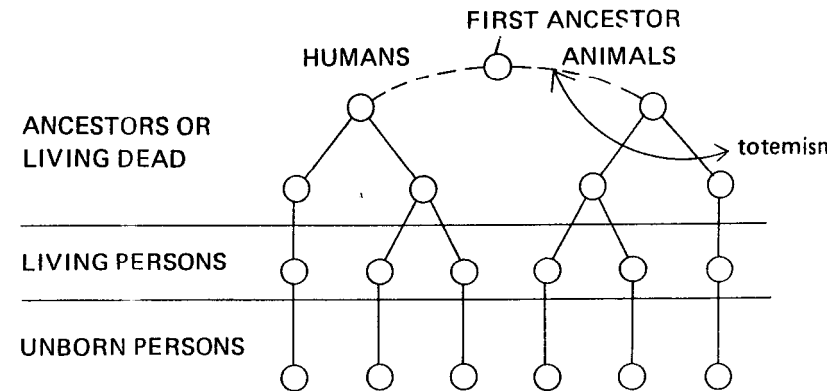 FIRST ANCESTOR
HUMANS
ANIMALS
ANCESTORS OR
LIVING DEAD
totemism
LIVING PERSONS
UNBORN PERSONS